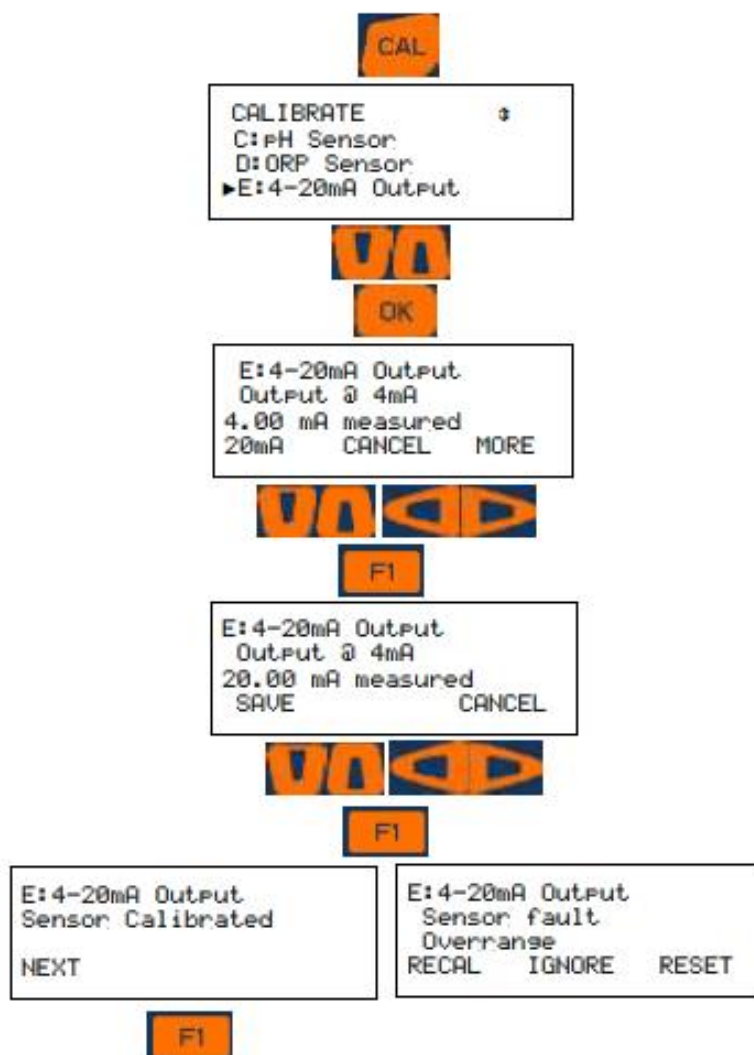 CAL
CALIBRATE
C:pH Sensor
D:ORP Sensor
►E:4-20mA Output
OK
E:4-20mA Output
Output @ 4mA
4.00 mA measured
20mA CANCEL MORE
F1
E:4-20mA Output
Output @ 4mA
20.00 mA measured
SAVE CANCEL
F1
E:4-20mA Output
Sensor Calibrated
NEXT
E:4-20mA Output
Sensor fault
Overrange
RECAL IGNORE RESET
F1